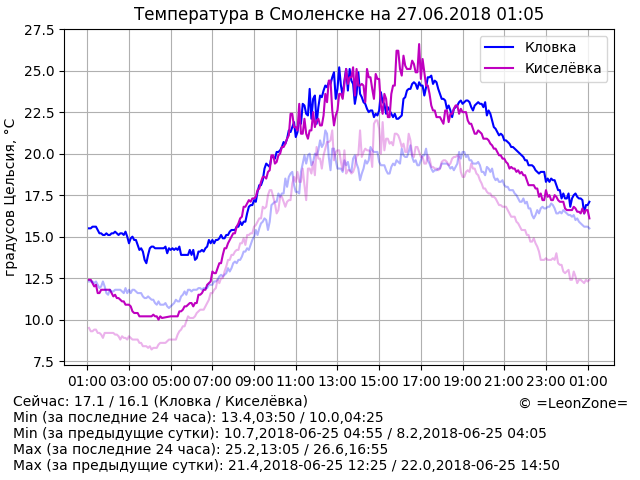 Температура в Смоленске на 27.06.2018 01:05
27.5
25.0
22.5
20.0
17.5
15.0
12.5
10.0
7.5
градусов Цельсия, °C
Кловка
Киселёвка
01:00 03:00 05:00 07:00 09:00 11:00 13:00 15:00 17:00 19:00 21:00 23:00 01:00
Сейчас: 17.1 / 16.1 (Кловка / Киселёвка)
© =LeonZone=
Min (за последние 24 часа): 13.4,03:50 / 10.0,04:25
Min (за предыдущие сутки): 10.7,2018-06-25 04:55 / 8.2,2018-06-25 04:05
Max (за последние 24 часа): 25.2,13:05 / 26.6,16:55
Max (за предыдущие сутки): 21.4,2018-06-25 12:25 / 22.0,2018-06-25 14:50